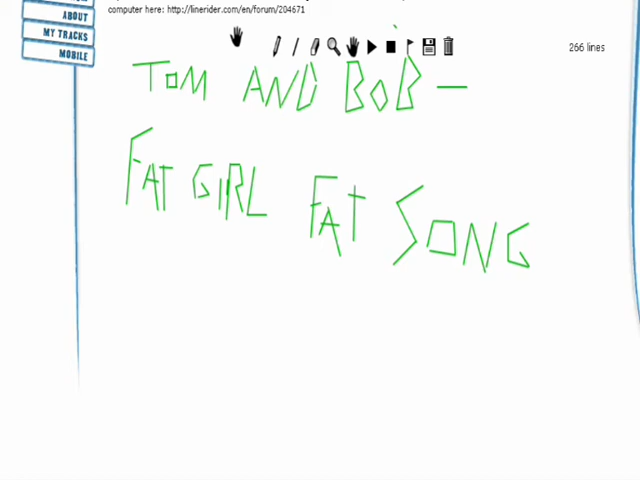 computer here: http://linerider.com/en/forum/204671
ABOUT
MY TRACKS
MOBILE
266 lines
TOM AND BOB —
FAT GIRL FAT SONG